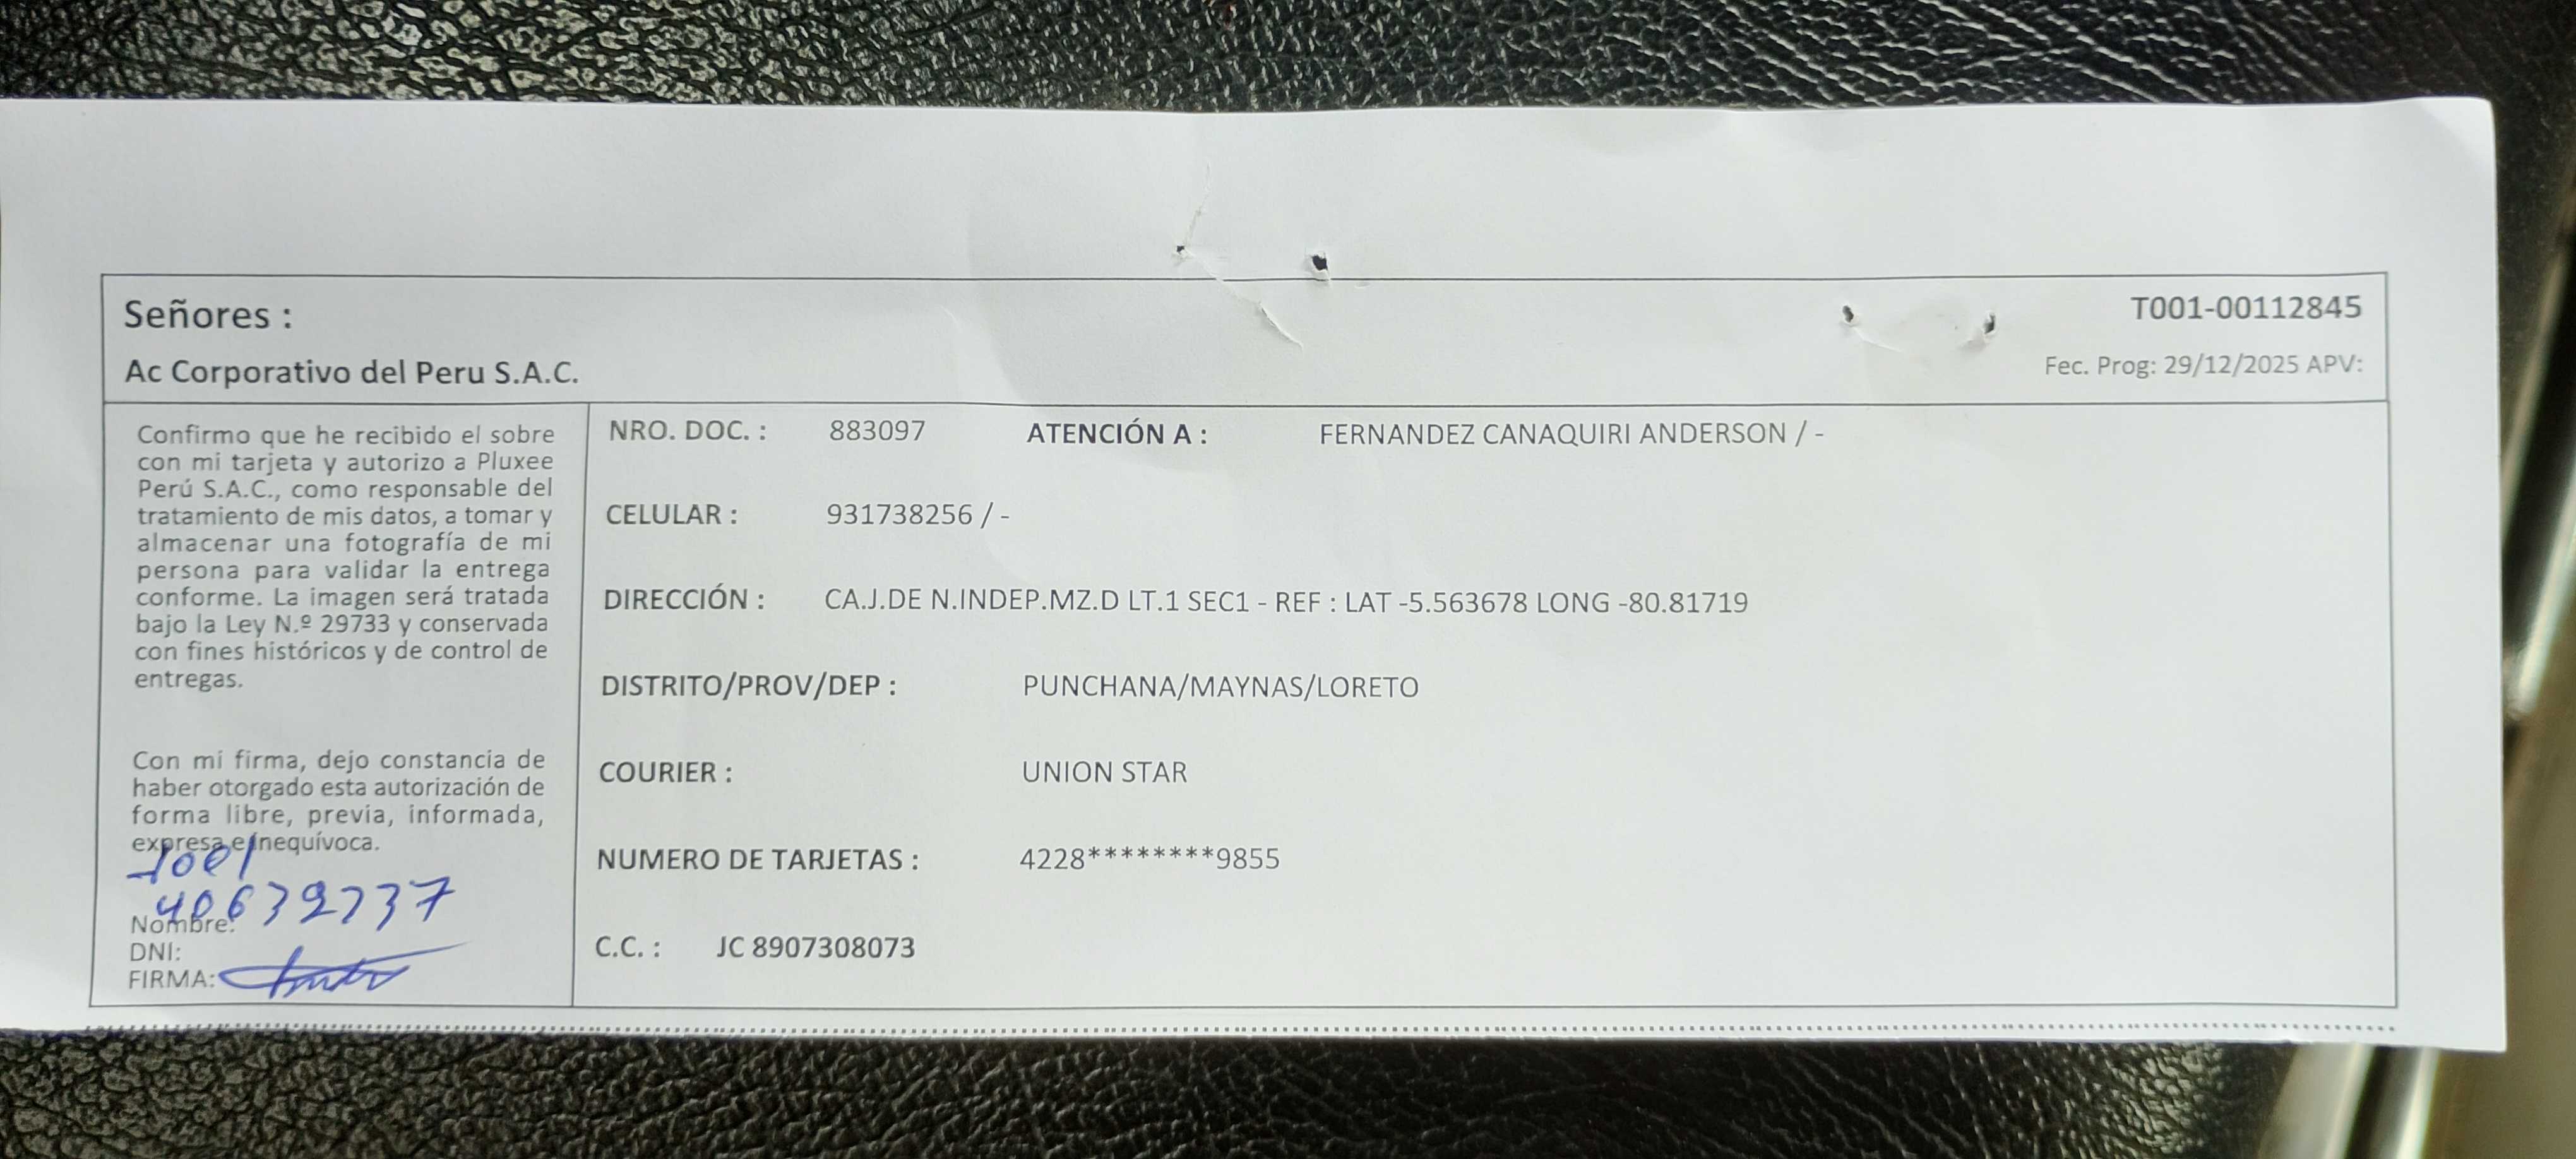 Señores :
Ac Corporativo del Peru S.A.C.
T001-00112845
Fec. Prog: 29/12/2025 APV:
Confirmo que he recibido el sobre
con mi tarjeta y autorizo a Pluxee
Perú S.A.C., como responsable del
tratamiento de mis datos, a tomar y
almacenar una fotografía de mi
persona para validar la entrega
conforme. La imagen será tratada
bajo la Ley N.º 29733 y conservada
con fines históricos y de control de
entregas.
Con mi firma, dejo constancia de
haber otorgado esta autorización de
forma libre, previa, informada,
expresa e inequívoca.
Joel
40639737
Nombre:
DNI:
FIRMA:
NRO. DOC. : 883097 ATENCIÓN A : FERNANDEZ CANAQUIRI ANDERSON / -
CELULAR : 931738256 / -
DIRECCIÓN : CA.J.DE N.INDEP.MZ.D LT.1 SEC1 - REF : LAT -5.563678 LONG -80.81719
DISTRITO/PROV/DEP : PUNCHANA/MAYNAS/LORETO
COURIER : UNION STAR
NUMERO DE TARJETAS : 4228********9855
C.C. : JC 8907308073